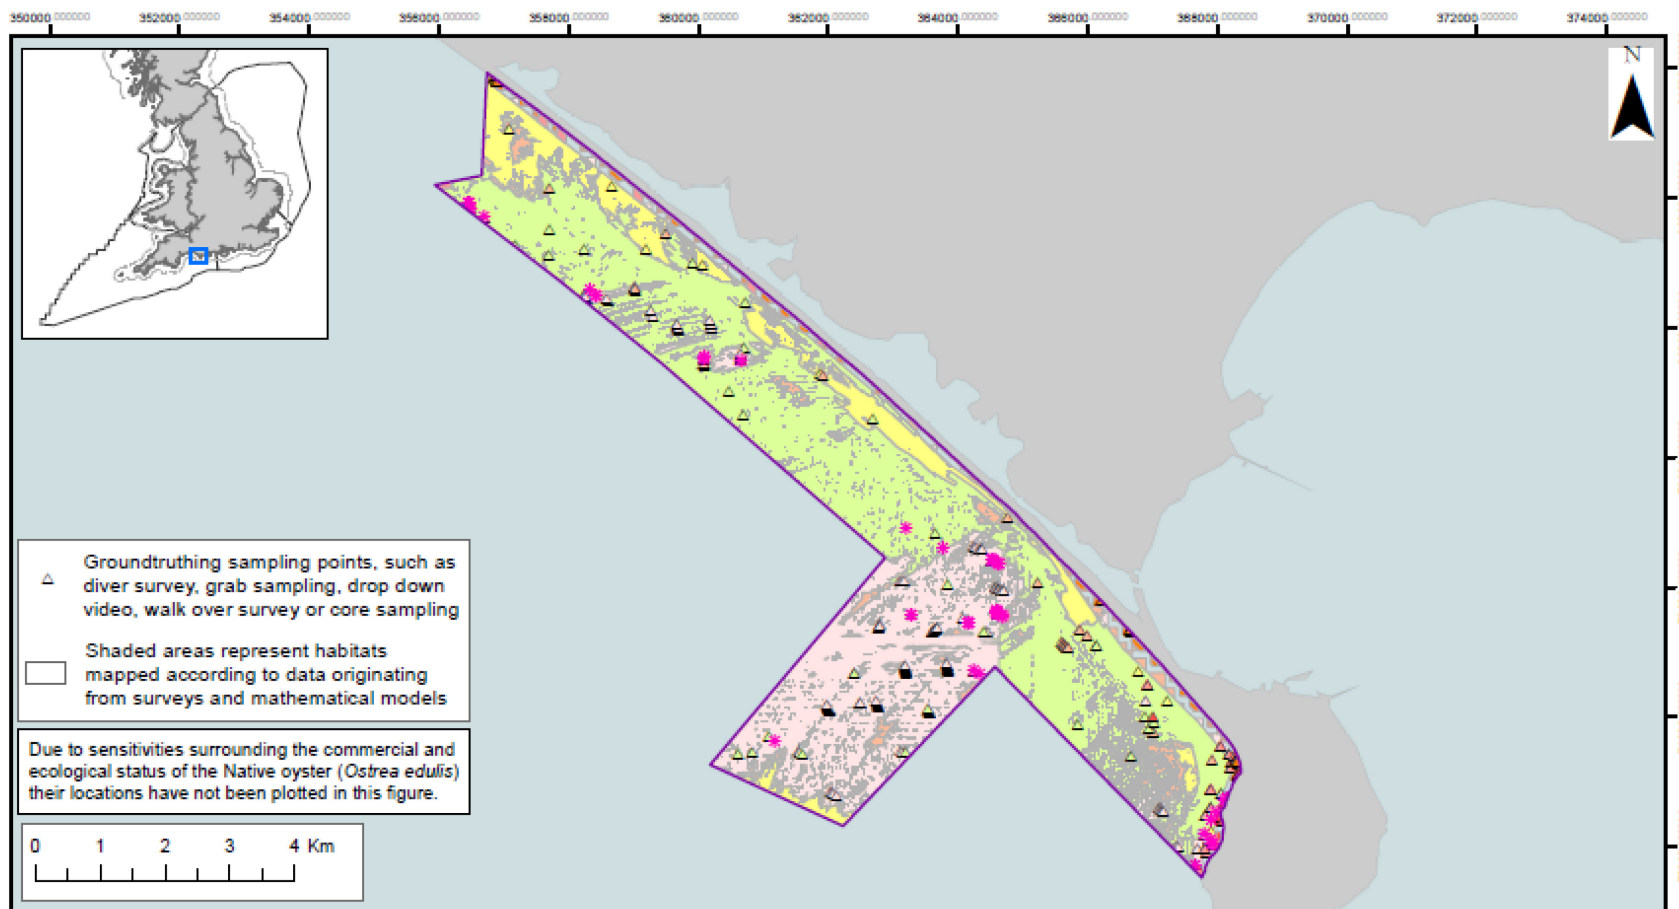 350000.000000 352000.000000 354000.000000 356000.000000 358000.000000 360000.000000 362000.000000 364000.000000 366000.000000 368000.000000 370000.000000 372000.000000 374000.000000
N
Groundtruthing sampling points, such as
diver survey, grab sampling, drop down
video, walk over survey or core sampling
Shaded areas represent habitats
mapped according to data originating
from surveys and mathematical models
Due to sensitivities surrounding the commercial and
ecological status of the Native oyster (Ostrea edulis)
their locations have not been plotted in this figure.
0 1 2 3 4 Km